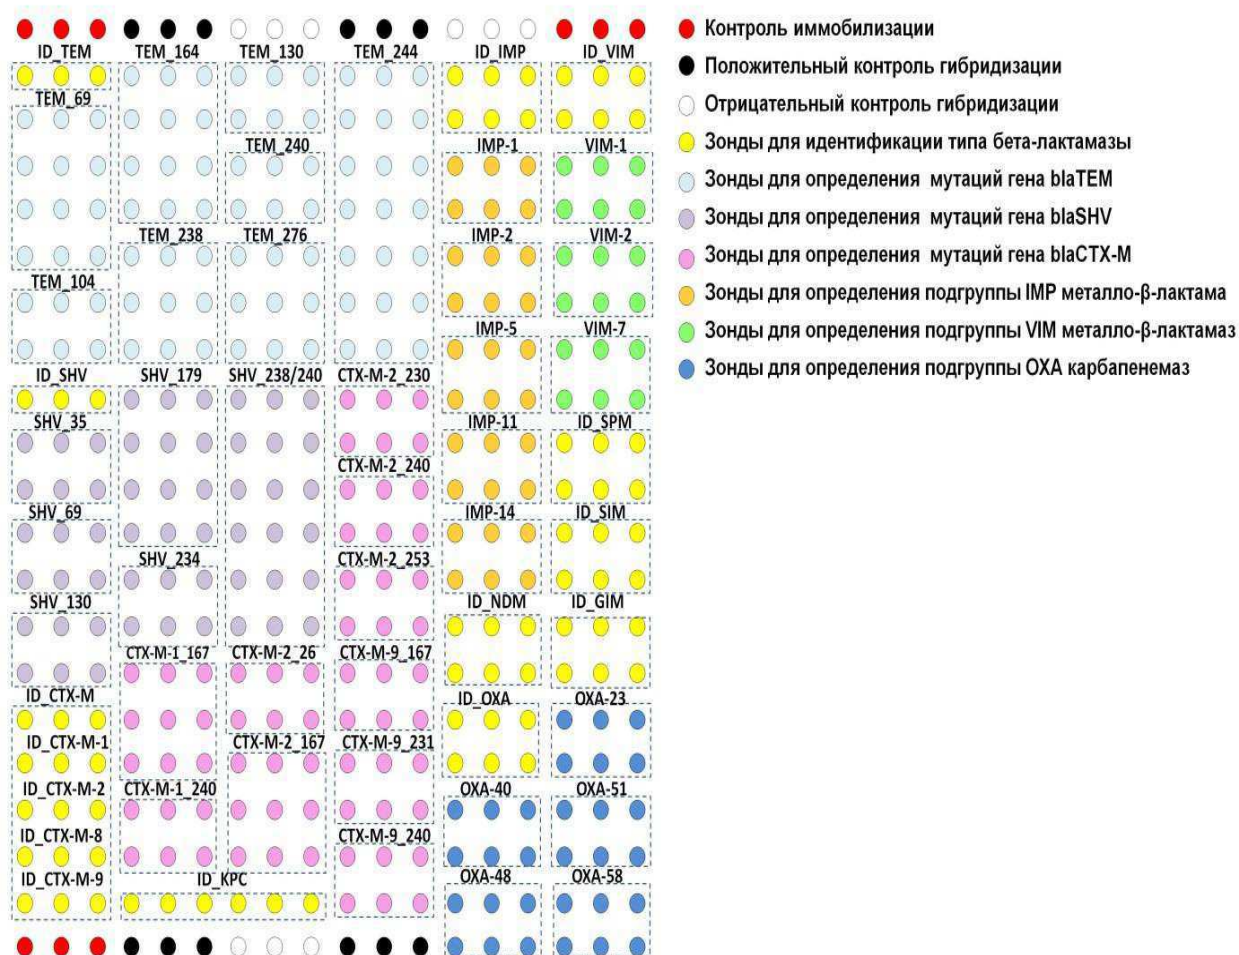 ID_TEM TEM_164 TEM_130 TEM_244 ID_IMP ID_VIM
TEM_69
TEM_240 IMP-1 VIM-1
TEM_238 TEM_276 IMP-2 VIM-2
TEM_104
IMP-5 VIM-7
ID_SHV SHV_179 SHV_238/240 CTX-M-2_230
SHV_35 IMP-11 ID_SPM
CTX-M-2_240
SHV_69 IMP-14 ID_SIM
SHV_234 CTX-M-2_253
SHV_130 ID_NDM ID_GIM
CTX-M-1_167 CTX-M-2_26 CTX-M-9_167
ID_CTX-M ID_OXA OXA-23
ID_CTX-M-1 CTX-M-2_167 CTX-M-9_231
ID_CTX-M-2 CTX-M-1_240 OXA-40 OXA-51
ID_CTX-M-8 CTX-M-9_240
ID_CTX-M-9 ID_KPC OXA-48 OXA-58
Контроль иммобилизации
Положительный контроль гибридизации
Отрицательный контроль гибридизации
Зонды для идентификации типа бета-лактамазы
Зонды для определения мутаций гена blaTEM
Зонды для определения мутаций гена blaSHV
Зонды для определения мутаций гена blaCTX-M
Зонды для определения подгруппы IMP металло-β-лактама
Зонды для определения подгруппы VIM металло-β-лактамаз
Зонды для определения подгруппы OXA карбапенемаз